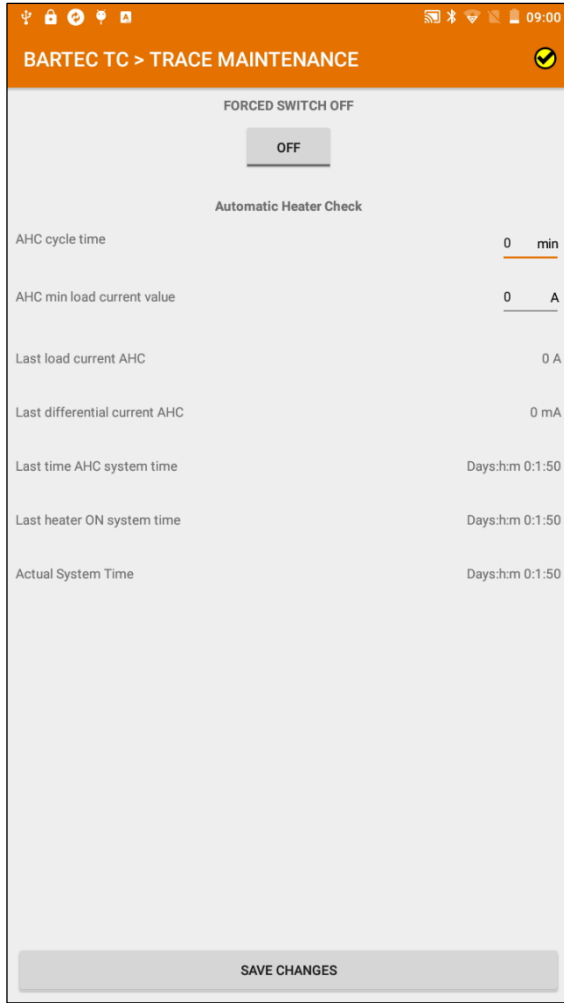 09:00
BARTEC TC > TRACE MAINTENANCE
FORCED SWITCH OFF
OFF
Automatic Heater Check
AHC cycle time 0 min
AHC min load current value 0 A
Last load current AHC 0 A
Last differential current AHC 0 mA
Last time AHC system time Days:h:m 0:1:50
Last heater ON system time Days:h:m 0:1:50
Actual System Time Days:h:m 0:1:50
SAVE CHANGES